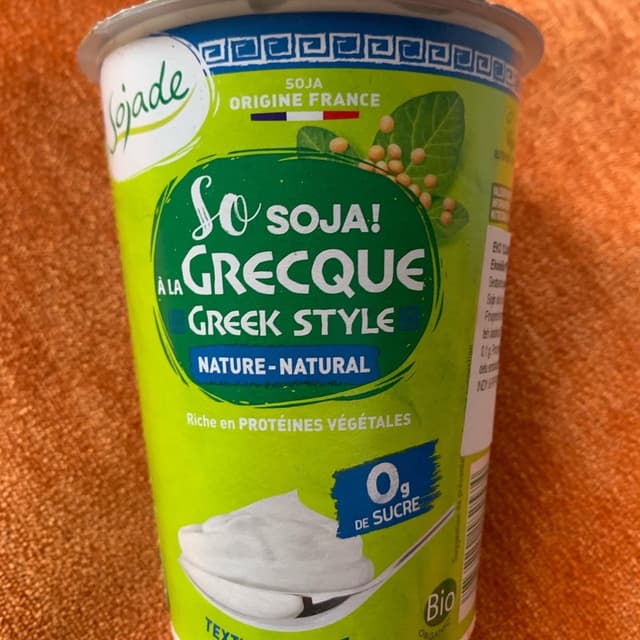 Sojade
SOJA
ORIGINE FRANCE
So SOJA!
À LA GRECQUE
GREEK STYLE
NATURE - NATURAL
Riche en PROTÉINES VÉGÉTALES
0g
DE SUCRE
Bio